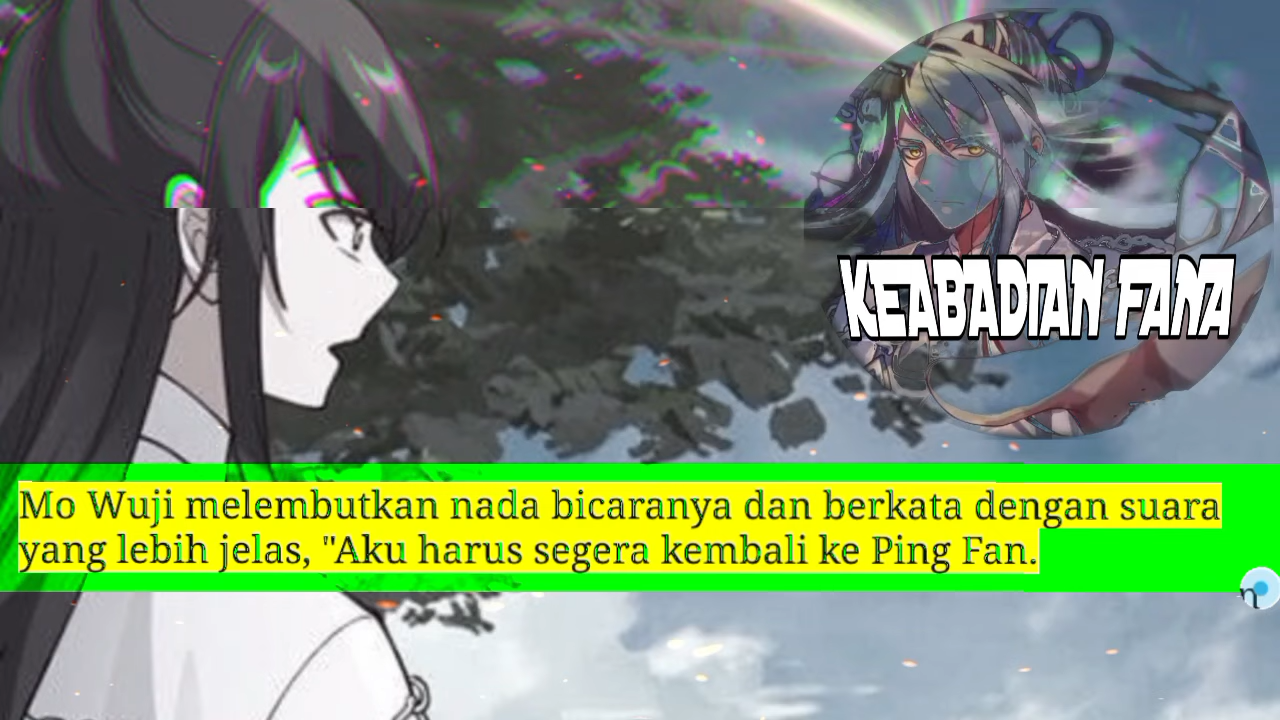 KEABADIAN FANA
Mo Wuji melembutkan nada bicaranya dan berkata dengan suara
yang lebih jelas, "Aku harus segera kembali ke Ping Fan.
n